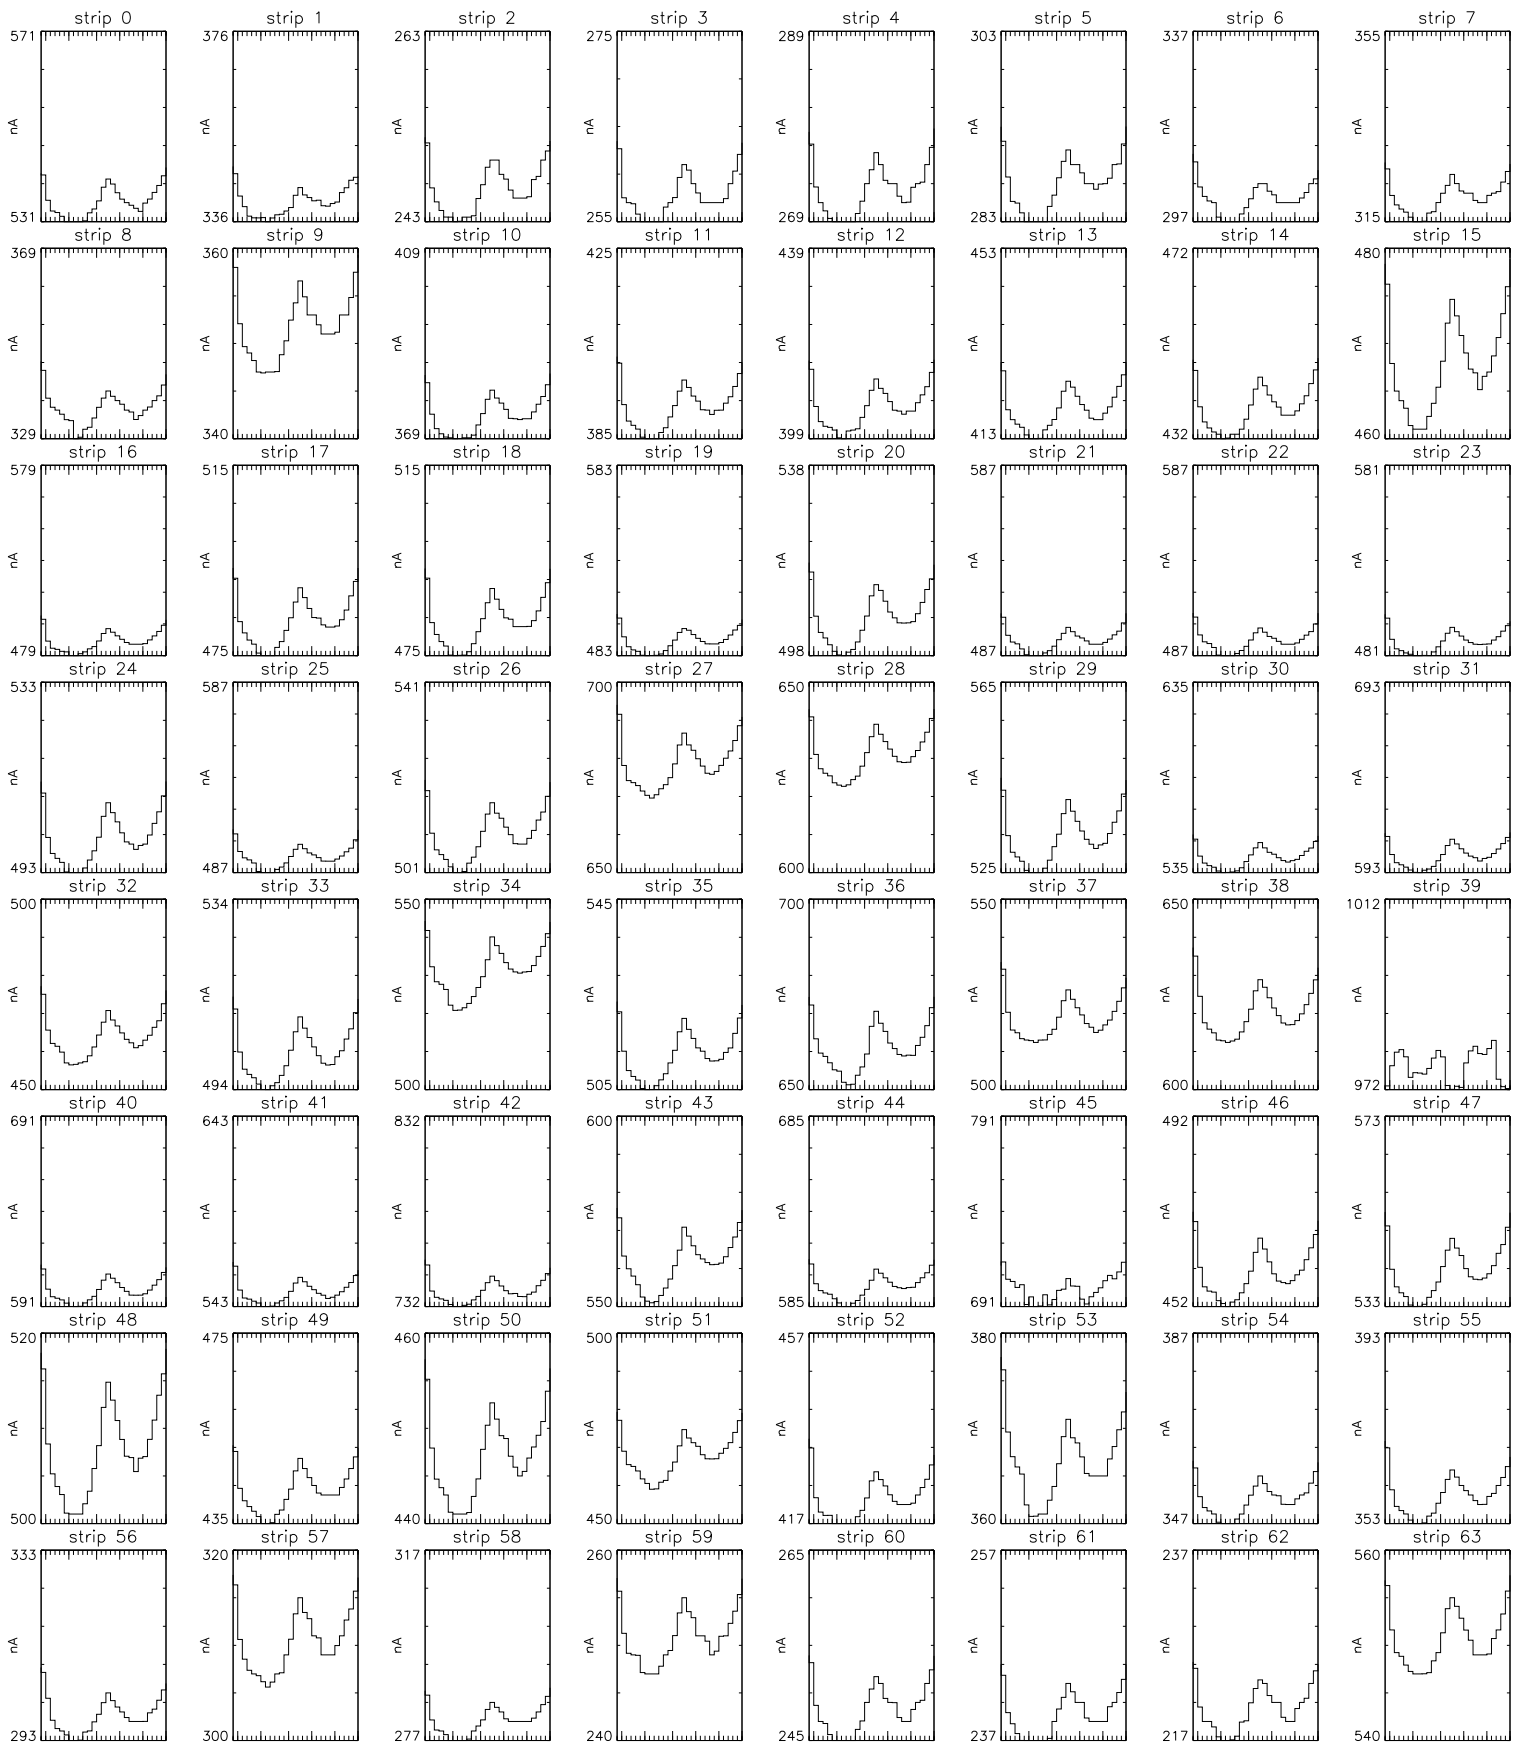 strip 0 strip 1 strip 2 strip 3 strip 4 strip 5 strip 6 strip 7
571 376 263 275 289 303 337 355
nA nA nA nA nA nA nA nA
531 336 243 255 269 283 297 315
strip 8 strip 9 strip 10 strip 11 strip 12 strip 13 strip 14 strip 15
369 360 409 425 439 453 472 480
nA nA nA nA nA nA nA nA
329 340 369 385 399 413 432 460
strip 16 strip 17 strip 18 strip 19 strip 20 strip 21 strip 22 strip 23
579 515 515 583 538 587 587 581
nA nA nA nA nA nA nA nA
479 475 475 483 498 487 487 481
strip 24 strip 25 strip 26 strip 27 strip 28 strip 29 strip 30 strip 31
533 587 541 700 650 565 635 693
nA nA nA nA nA nA nA nA
493 487 501 650 600 525 535 593
strip 32 strip 33 strip 34 strip 35 strip 36 strip 37 strip 38 strip 39
500 534 550 545 700 550 650 1012
nA nA nA nA nA nA nA nA
450 494 500 505 650 500 600 972
strip 40 strip 41 strip 42 strip 43 strip 44 strip 45 strip 46 strip 47
691 643 832 600 685 791 492 573
nA nA nA nA nA nA nA nA
591 543 732 550 585 691 452 533
strip 48 strip 49 strip 50 strip 51 strip 52 strip 53 strip 54 strip 55
520 475 460 500 457 380 387 393
nA nA nA nA nA nA nA nA
500 435 440 450 417 360 347 353
strip 56 strip 57 strip 58 strip 59 strip 60 strip 61 strip 62 strip 63
333 320 317 260 265 257 237 560
nA nA nA nA nA nA nA nA
293 300 277 240 245 237 217 540